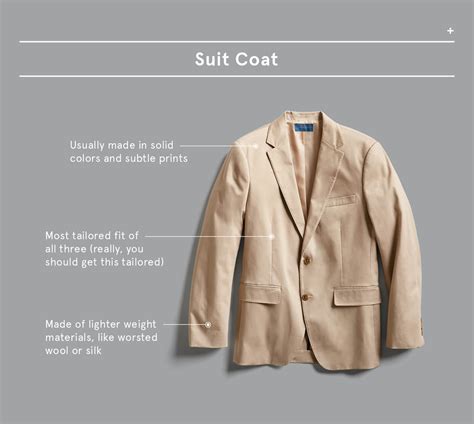 +
Suit Coat
Usually made in solid
colors and subtle prints
Most tailored fit of
all three (really, you
should get this tailored)
Made of lighter weight
materials, like worsted
wool or silk